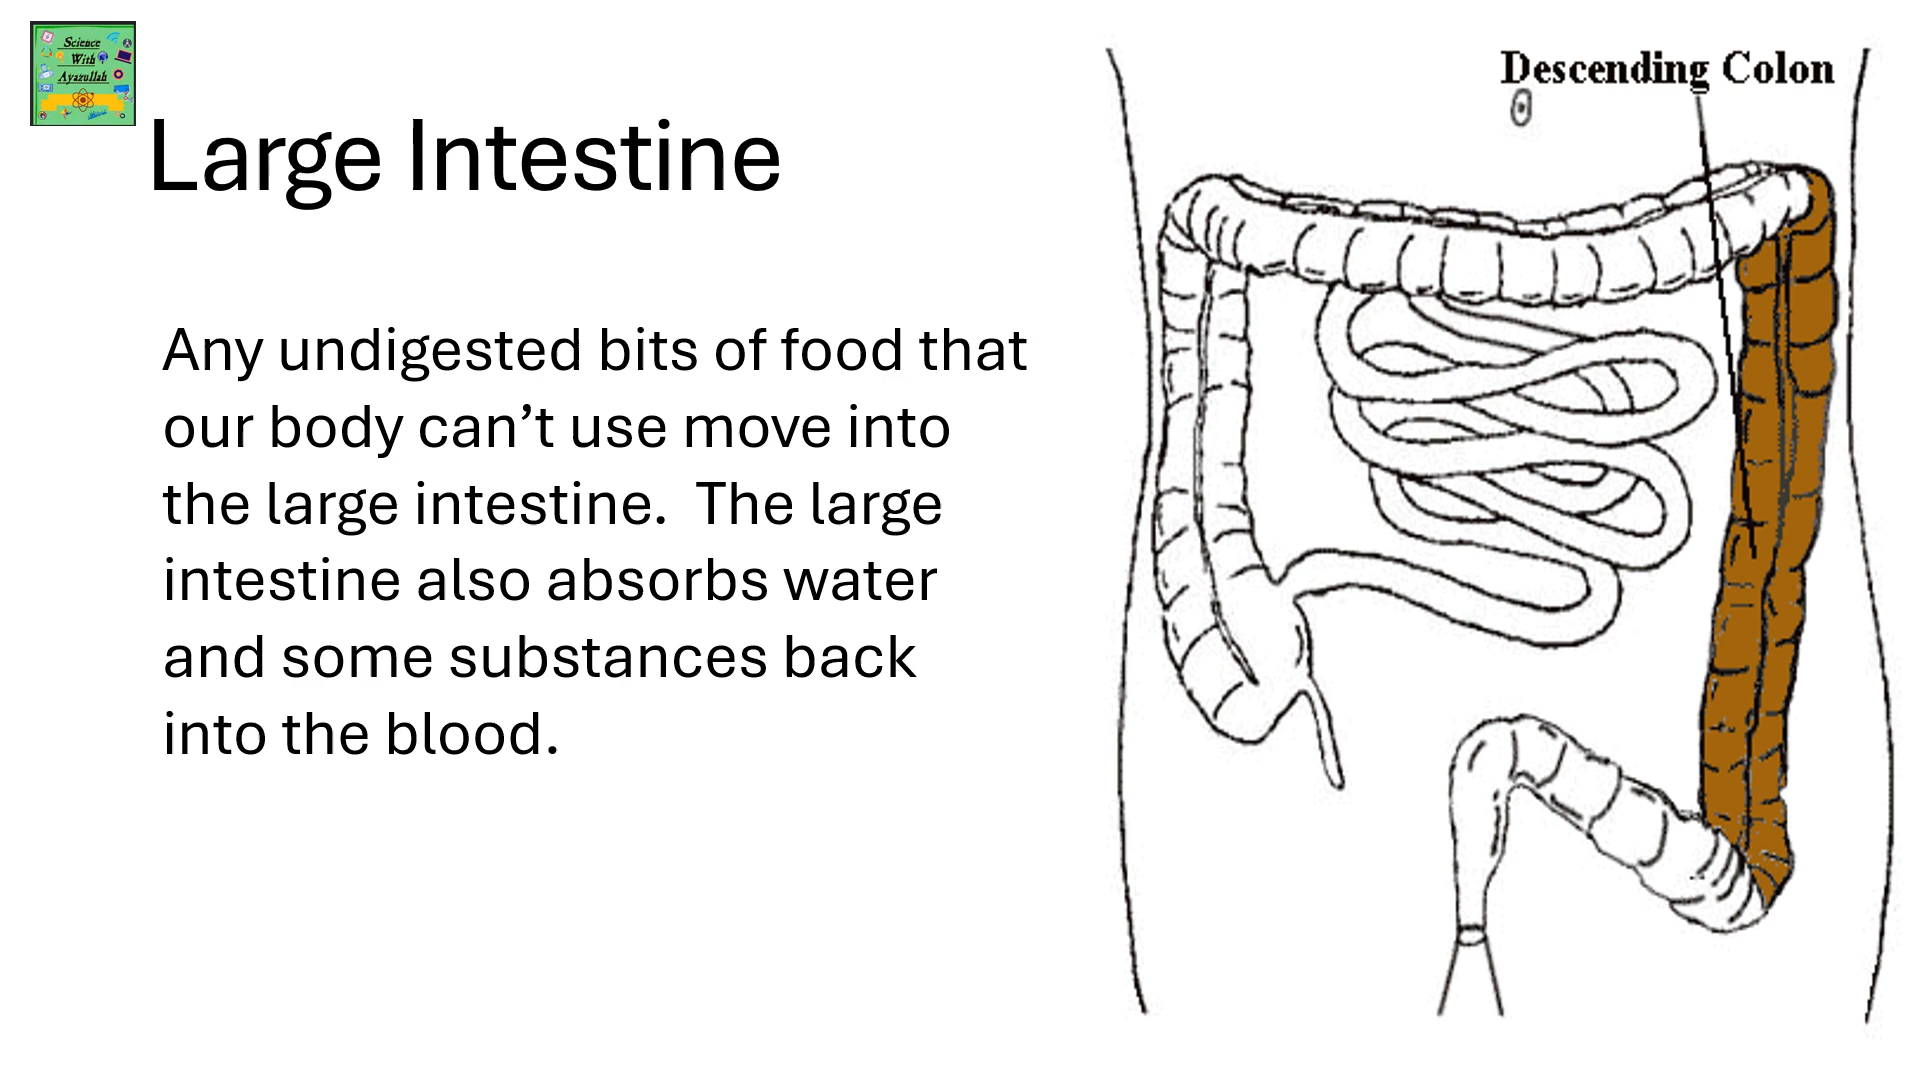 Science
With
Ayazullah
Large Intestine
Descending Colon
Any undigested bits of food that
our body can’t use move into
the large intestine.  The large
intestine also absorbs water
and some substances back
into the blood.